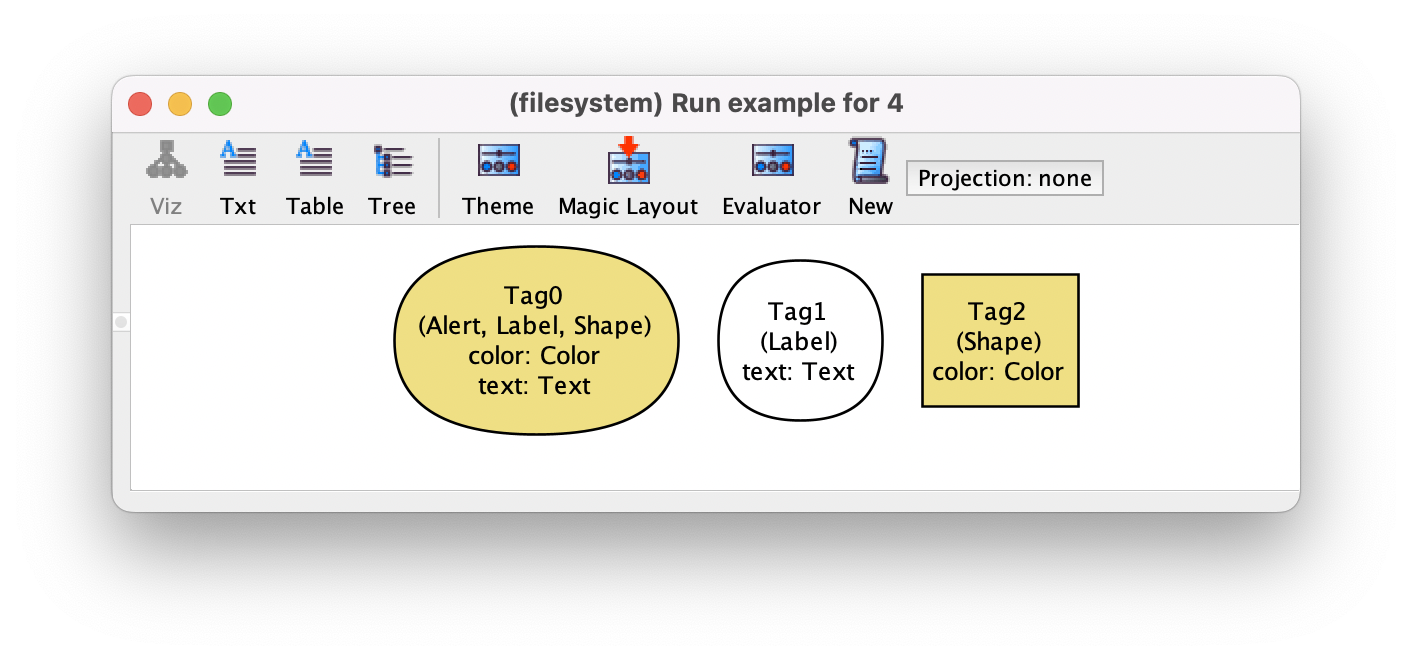 (filesystem) Run example for 4
Viz Txt Table Tree Theme Magic Layout Evaluator New Projection: none
Tag0
(Alert, Label, Shape)
color: Color
text: Text
Tag1
(Label)
text: Text
Tag2
(Shape)
color: Color